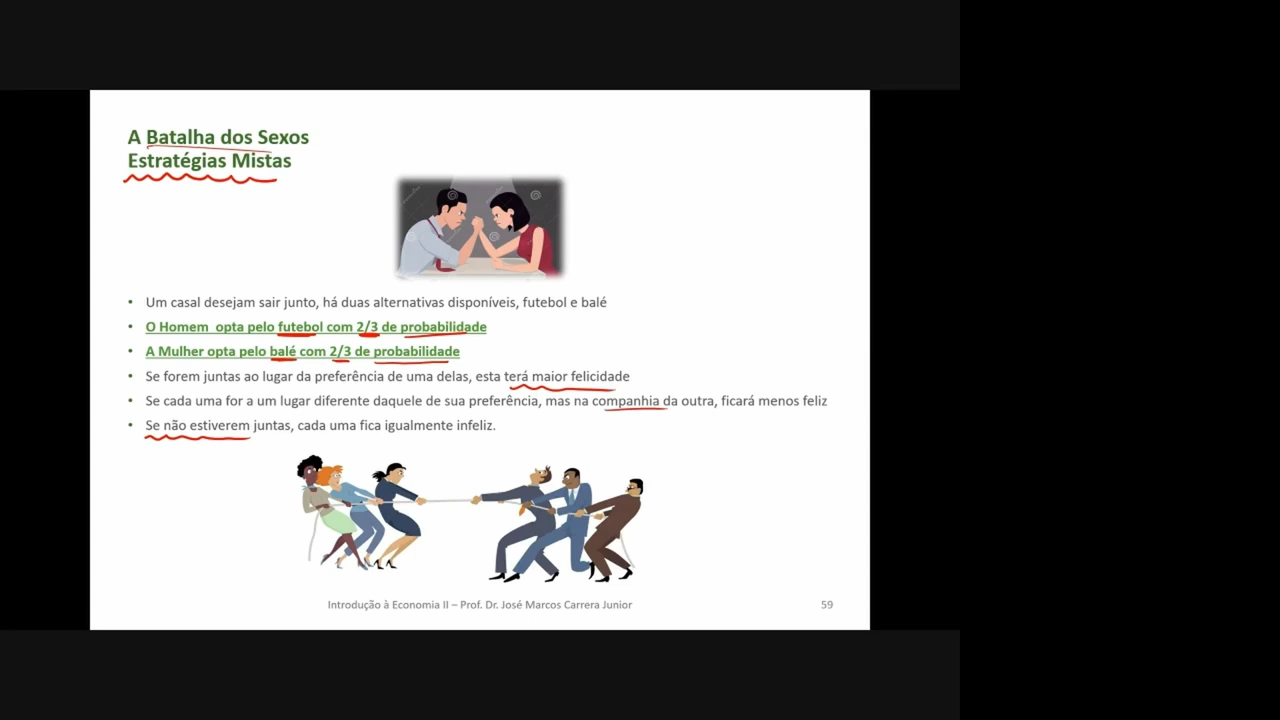 A Batalha dos Sexos
Estratégias Mistas
• Um casal desejam sair junto, há duas alternativas disponíveis, futebol e balé
• O Homem  opta pelo futebol com 2/3 de probabilidade
• A Mulher opta pelo balé com 2/3 de probabilidade
• Se forem juntas ao lugar da preferência de uma delas, esta terá maior felicidade
• Se cada uma for a um lugar diferente daquele de sua preferência, mas na companhia da outra, ficará menos feliz
• Se não estiverem juntas, cada uma fica igualmente infeliz.
Introdução à Economia II – Prof. Dr. José Marcos Carrera Junior
59